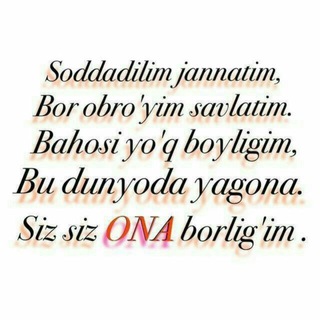 Soddadilim jannatim,
Bor obro'yim savlatim.
Bahosi yo'q boyligim,
Bu dunyoda yagona.
Siz siz ONA borlig'im .